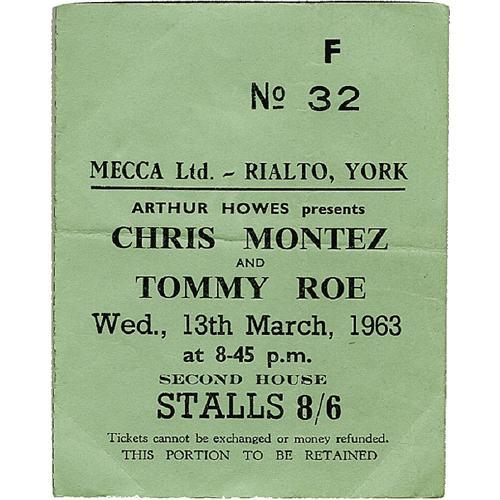 F
Nº 32
MECCA Ltd. - RIALTO, YORK
ARTHUR HOWES presents
CHRIS MONTEZ
AND
TOMMY ROE
Wed., 13th March, 1963
at 8-45 p.m.
SECOND HOUSE
STALLS 8/6
Tickets cannot be exchanged or money refunded.
THIS PORTION TO BE RETAINED